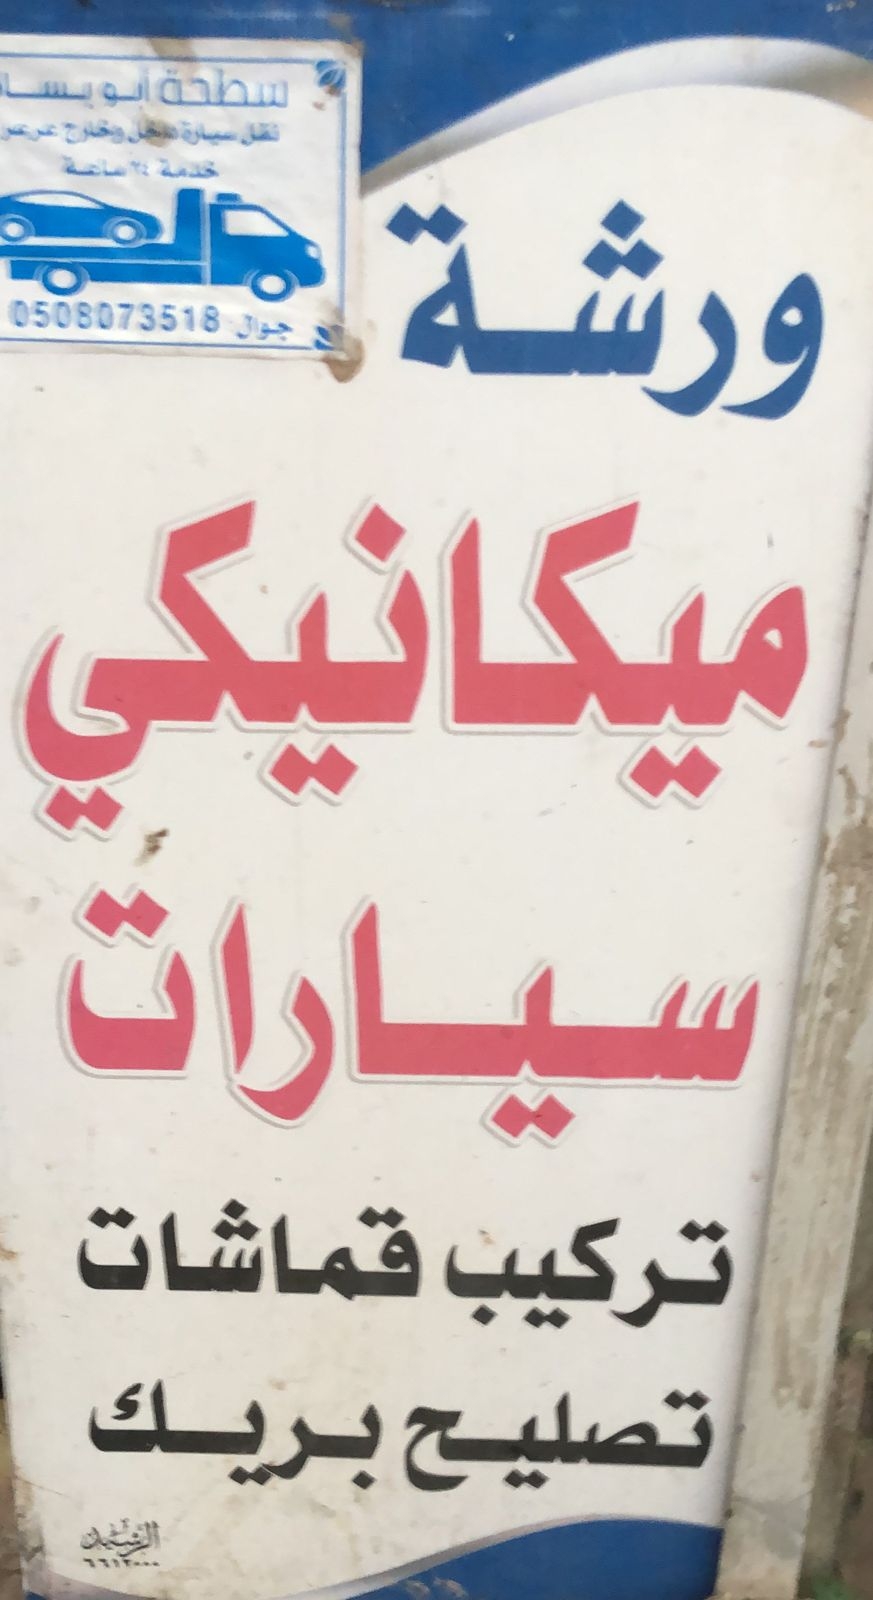 سطحة أبو بسا
نقل سيارة داخل وخارج عرعر
خدمة ٢٤ ساعة
جوال: 0508073518
ورشة
ميكانيكي
سيارات
تركيب قماشات
تصليح بريك
الرشيد
٦٦١٢٠٠٠